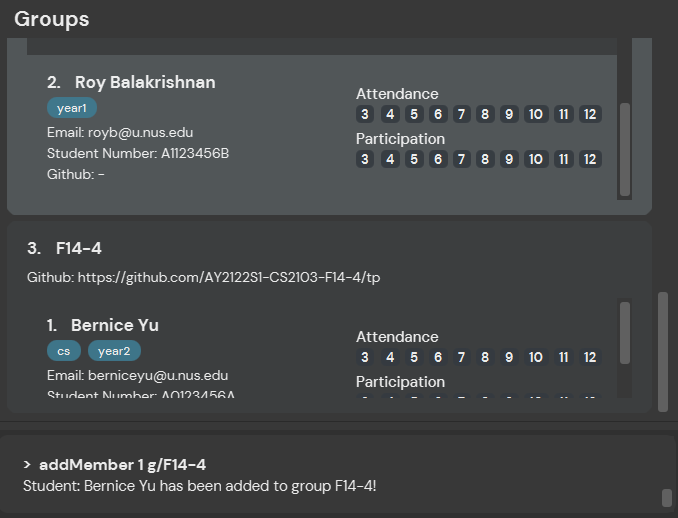 Groups
2. Roy Balakrishnan
year1
Email: royb@u.nus.edu
Student Number: A1123456B
Github: -
Attendance
3 4 5 6 7 8 9 10 11 12
Participation
3 4 5 6 7 8 9 10 11 12
3. F14-4
Github: https://github.com/AY2122S1-CS2103-F14-4/tp
1. Bernice Yu
cs year2
Email: berniceyu@u.nus.edu
Student Number: A0123456A
Attendance
3 4 5 6 7 8 9 10 11 12
Participation
> addMember 1 g/F14-4
Student: Bernice Yu has been added to group F14-4!